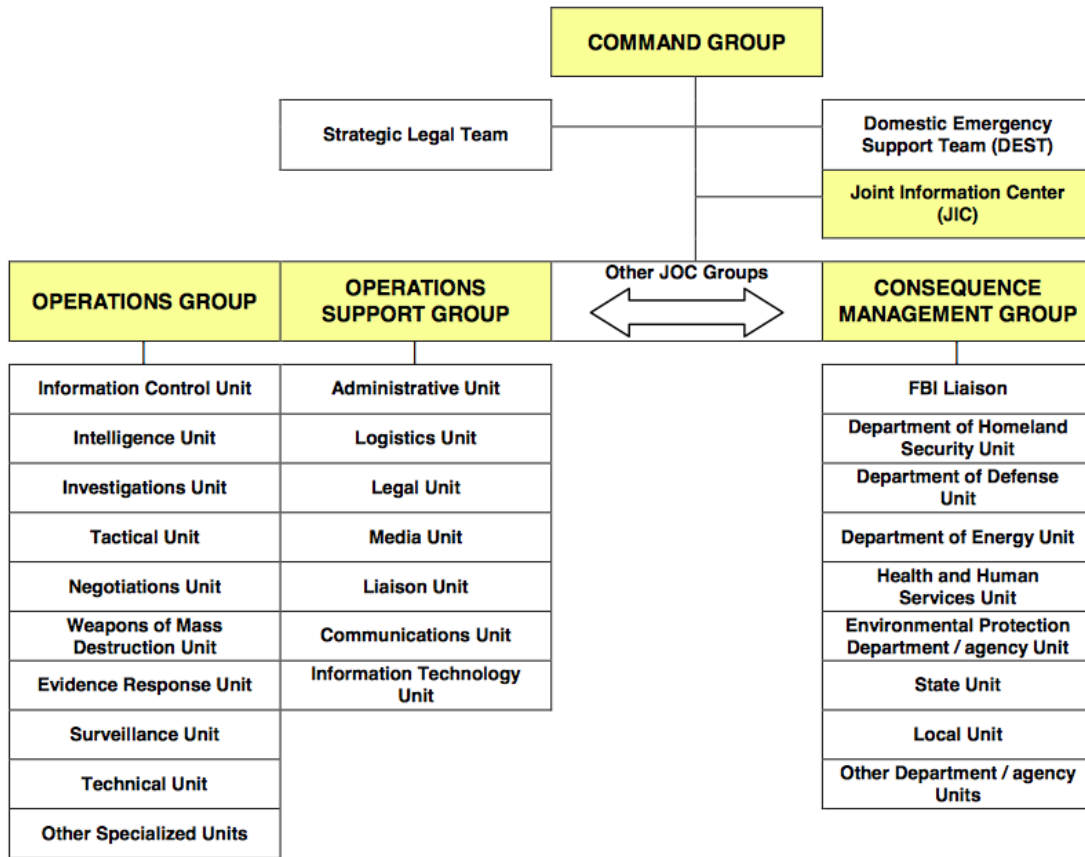 COMMAND GROUP
Strategic Legal Team
Domestic Emergency
Support Team (DEST)
Joint Information Center
(JIC)
OPERATIONS GROUP
OPERATIONS
SUPPORT GROUP
Other JOC Groups
CONSEQUENCE
MANAGEMENT GROUP
Information Control Unit
Intelligence Unit
Investigations Unit
Tactical Unit
Negotiations Unit
Weapons of Mass
Destruction Unit
Evidence Response Unit
Surveillance Unit
Technical Unit
Other Specialized Units
Administrative Unit
Logistics Unit
Legal Unit
Media Unit
Liaison Unit
Communications Unit
Information Technology
Unit
FBI Liaison
Department of Homeland
Security Unit
Department of Defense
Unit
Department of Energy Unit
Health and Human
Services Unit
Environmental Protection
Department / agency Unit
State Unit
Local Unit
Other Department / agency
Units